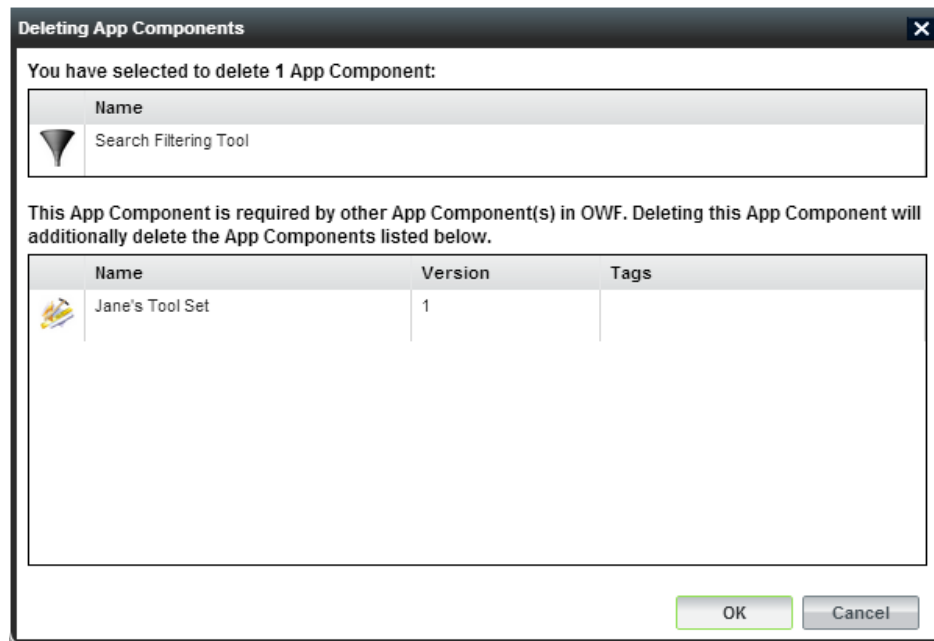 Deleting App Components
You have selected to delete 1 App Component:
Name
Search Filtering Tool
This App Component is required by other App Component(s) in OWF. Deleting this App Component will
additionally delete the App Components listed below.
Name Version Tags
Jane's Tool Set 1
OK Cancel